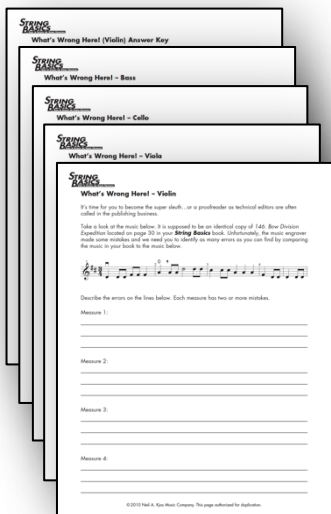 STRING
BASICS
What's Wrong Here! (Violin) Answer Key
STRING
BASICS
What's Wrong Here! – Bass
STRING
BASICS
What's Wrong Here! – Cello
STRING
BASICS
What's Wrong Here! – Viola
STRING
BASICS
What's Wrong Here! – Violin
It's time for you to become the super sleuth...or a proofreader as technical editors are often
called in the publishing business.
Take a look at the music below. It is supposed to be an identical copy of 146. Bow Division
Expedition located on page 30 in your String Basics book. Unfortunately, the music engraver
made some mistakes and we need you to identify as many errors as you can find by comparing
the music in your book to the music below.
Describe the errors on the lines below. Each measure has two or more mistakes.
Measure 1:
Measure 2:
Measure 3:
Measure 4:
©2010 Neil A. Kjos Music Company. This page authorized for duplication.